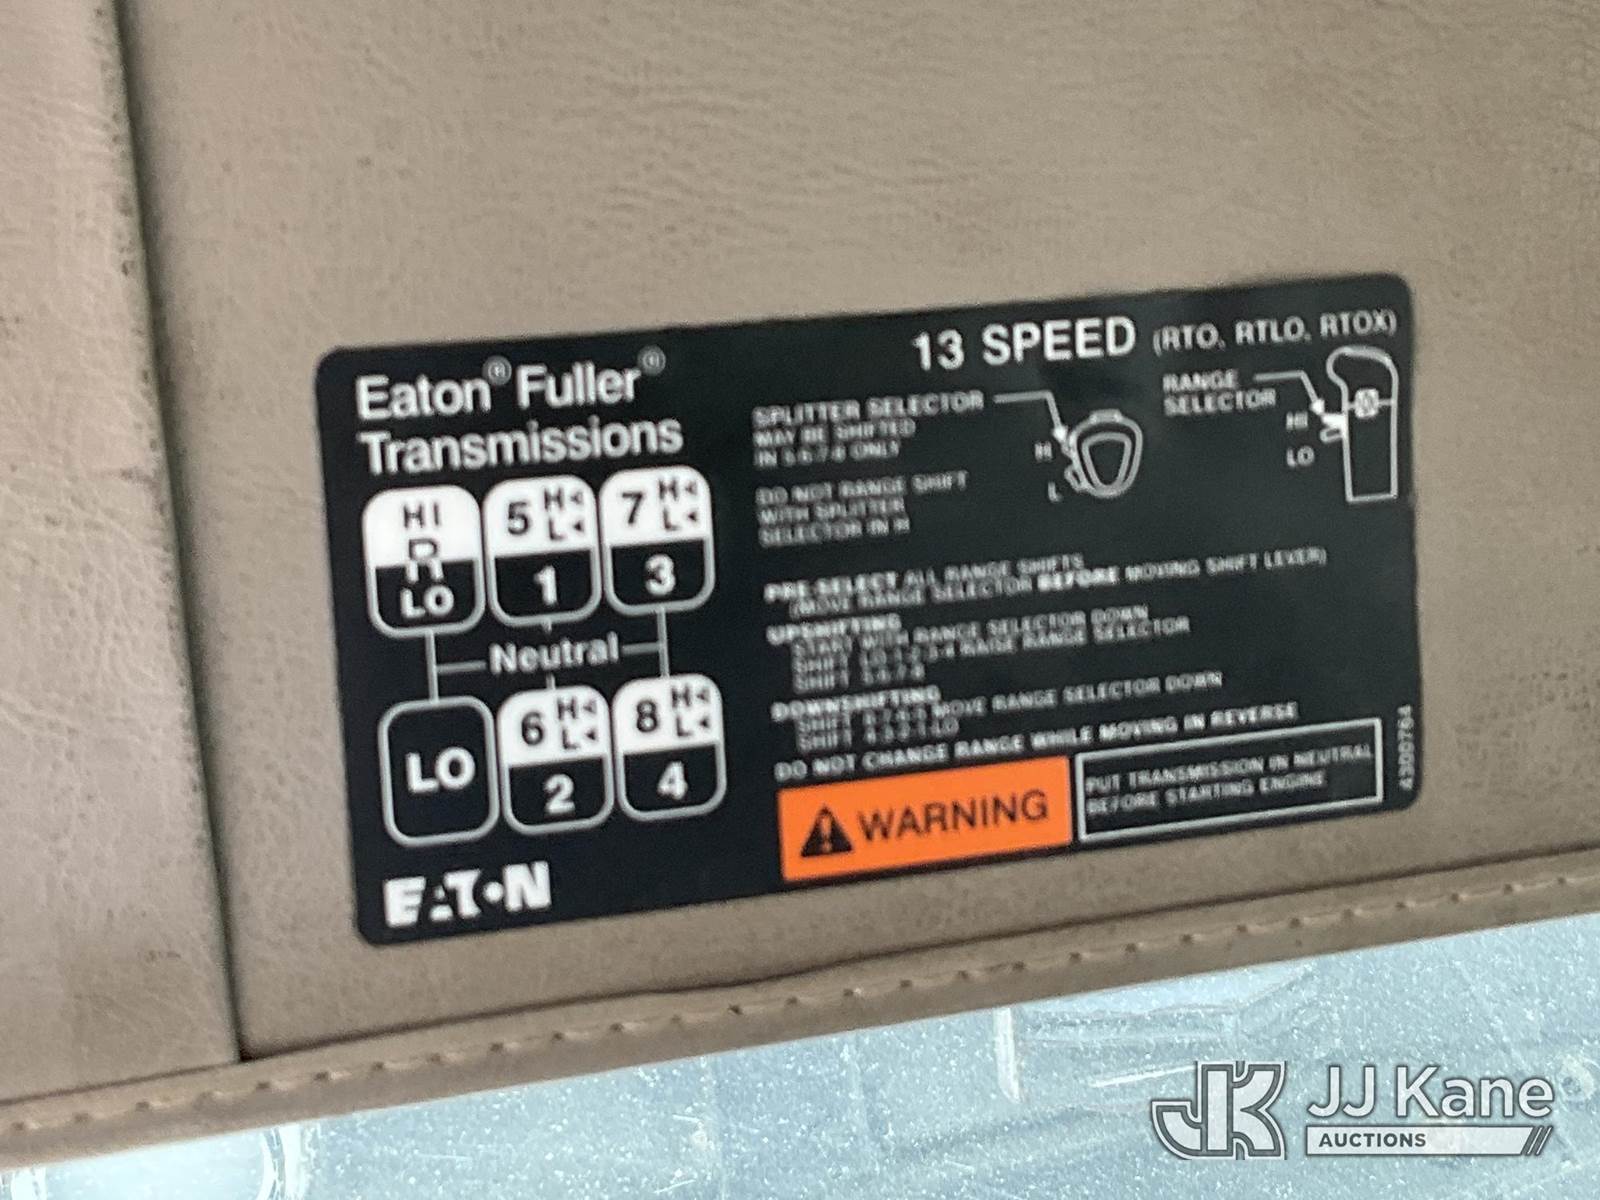 Eaton® Fuller®
Transmissions
13 SPEED (RTO, RTLO, RTOX)
HI
R
LO
5 H
L
1
7 H
L
3
Neutral
LO
6 H
L
2
8 H
L
4
EATON
SPLITTER SELECTOR
MAY BE SHIFTED
IN 5-6-7-8 ONLY
HI
L
RANGE
SELECTOR
HI
LO
DO NOT RANGE SHIFT
WITH SPLITTER
SELECTOR IN HI
PRE-SELECT ALL RANGE SHIFTS
(MOVE RANGE SELECTOR BEFORE MOVING SHIFT LEVER)
UPSHIFTING
START WITH RANGE SELECTOR DOWN
SHIFT LO-1-2-3-4 RAISE RANGE SELECTOR
SHIFT 5-6-7-8
DOWNSHIFTING
SHIFT 8-7-6-5 MOVE RANGE SELECTOR DOWN
SHIFT 4-3-2-1-LO
DO NOT CHANGE RANGE WHILE MOVING IN REVERSE
WARNING
PUT TRANSMISSION IN NEUTRAL
BEFORE STARTING ENGINE
4300764
JK JJ Kane
AUCTIONS